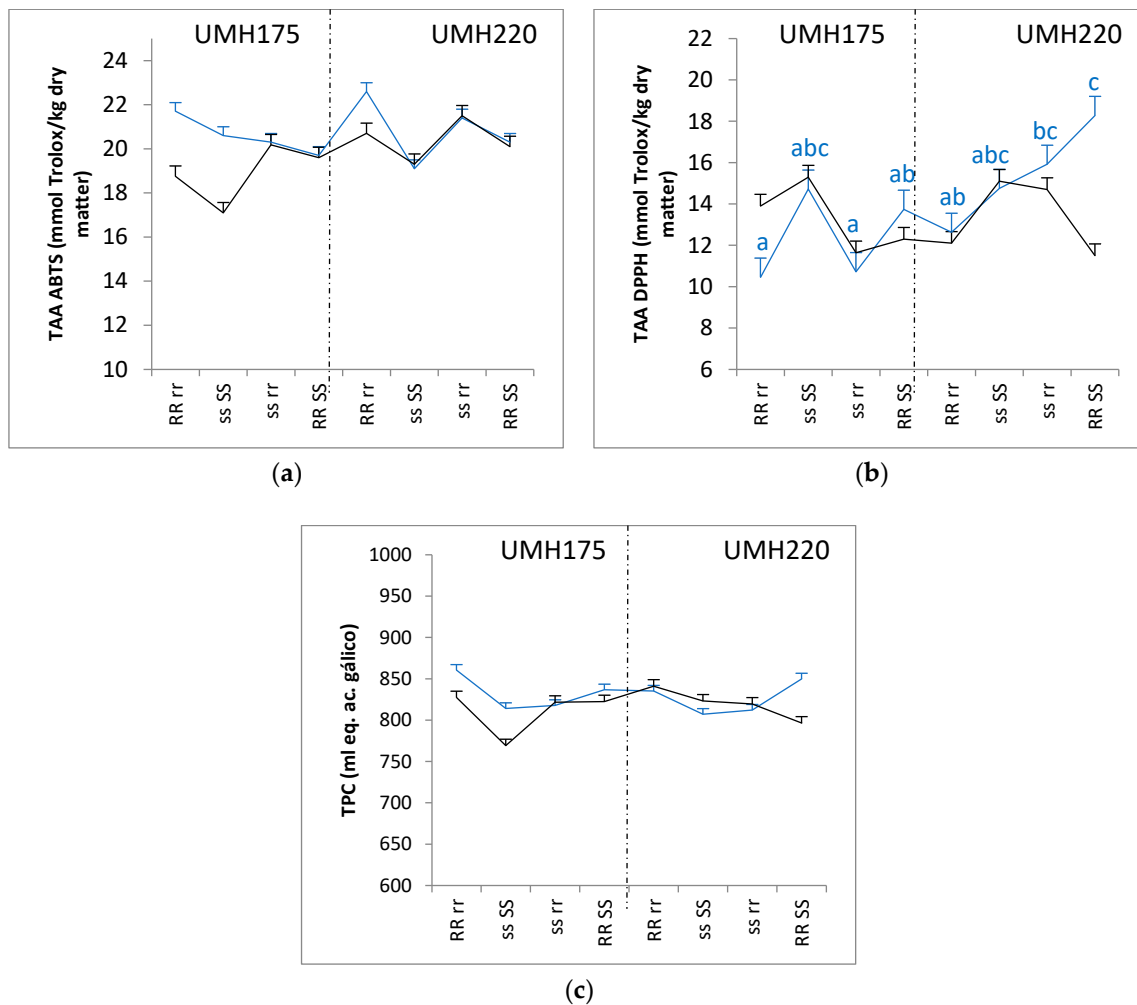 UMH175 UMH220
24
22
20
18
16
14
12
10
TAA ABTS (mmol Trolox/kg dry
matter)
RR rr
ss SS
ss rr
RR SS
RR rr
ss SS
ss rr
RR SS
(a)
UMH175 UMH220
22
20
18
16
14
12
10
8
6
TAA DPPH (mmol Trolox/kg dry
matter)
a
abc
a
ab
ab
abc
bc
c
RR rr
ss SS
ss rr
RR SS
RR rr
ss SS
ss rr
RR SS
(b)
UMH175 UMH220
1000
950
900
850
800
750
700
650
600
TPC (ml eq. ac. gálico)
RR rr
ss SS
ss rr
RR SS
RR rr
ss SS
ss rr
RR SS
(c)